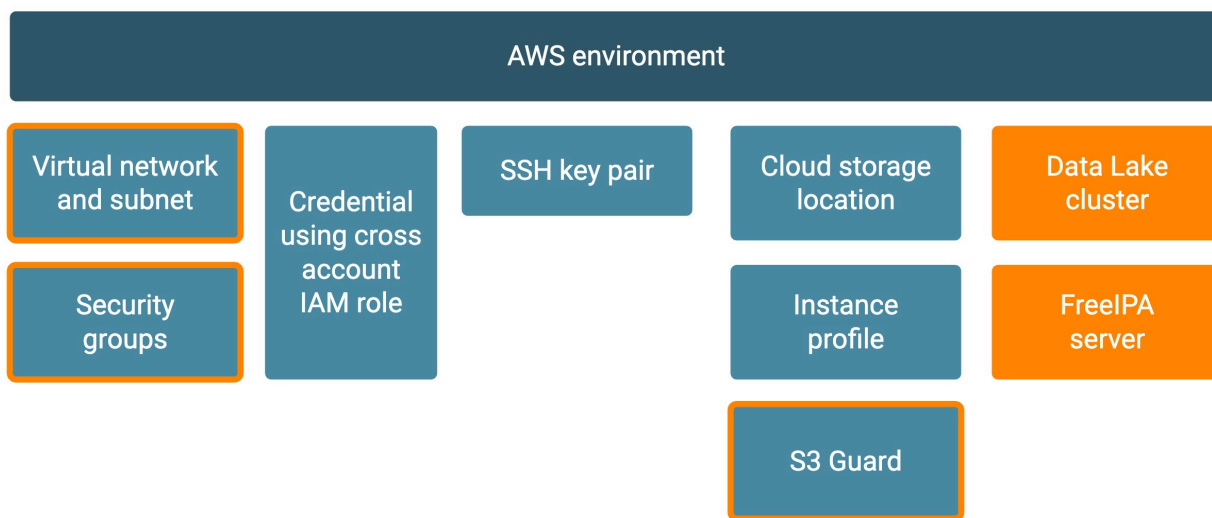 AWS environment
Virtual network
and subnet
Security
groups
Credential
using cross
account
IAM role
SSH key pair
Cloud storage
location
Instance
profile
S3 Guard
Data Lake
cluster
FreeIPA
server